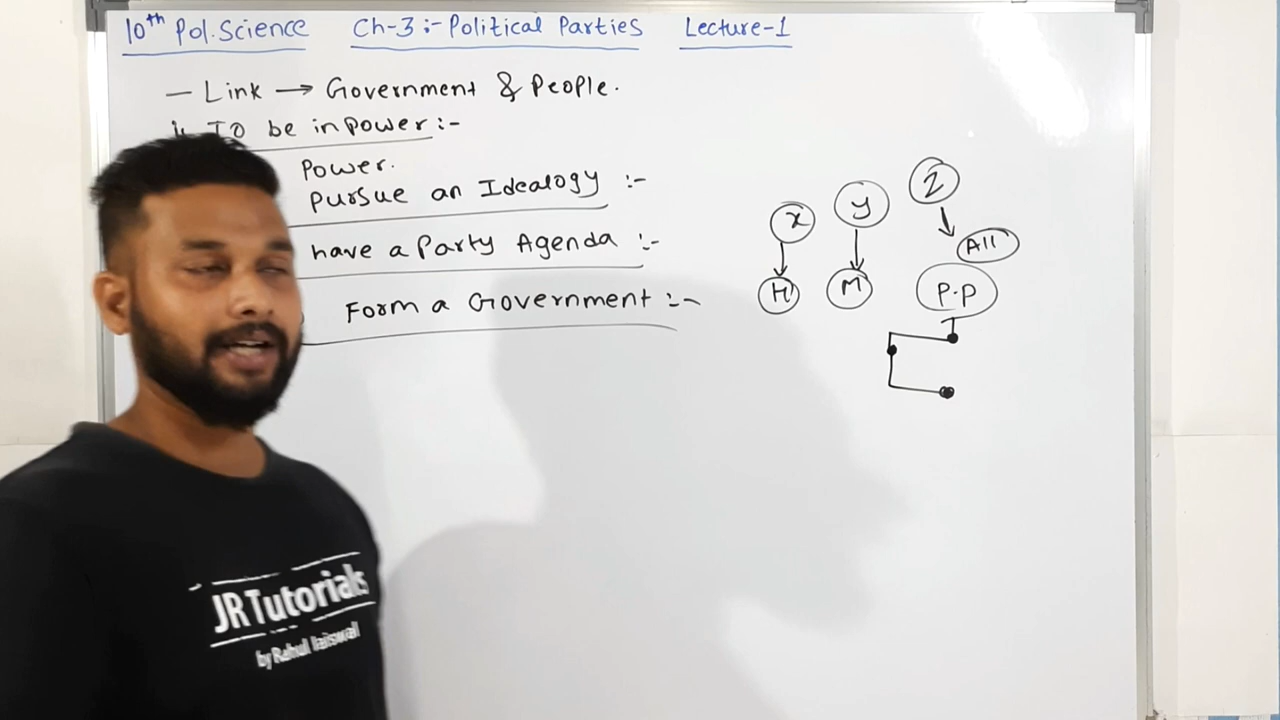 10th Pol. Science Ch-3:- Political Parties Lecture-1
— Link → Government & People.
To be in power:-
Power.
Pursue an Idealogy :-
have a Party Agenda :-
Form a Government :-
x y Z
All
H M P.P
JR Tutorials
by Rahul Jaiswal